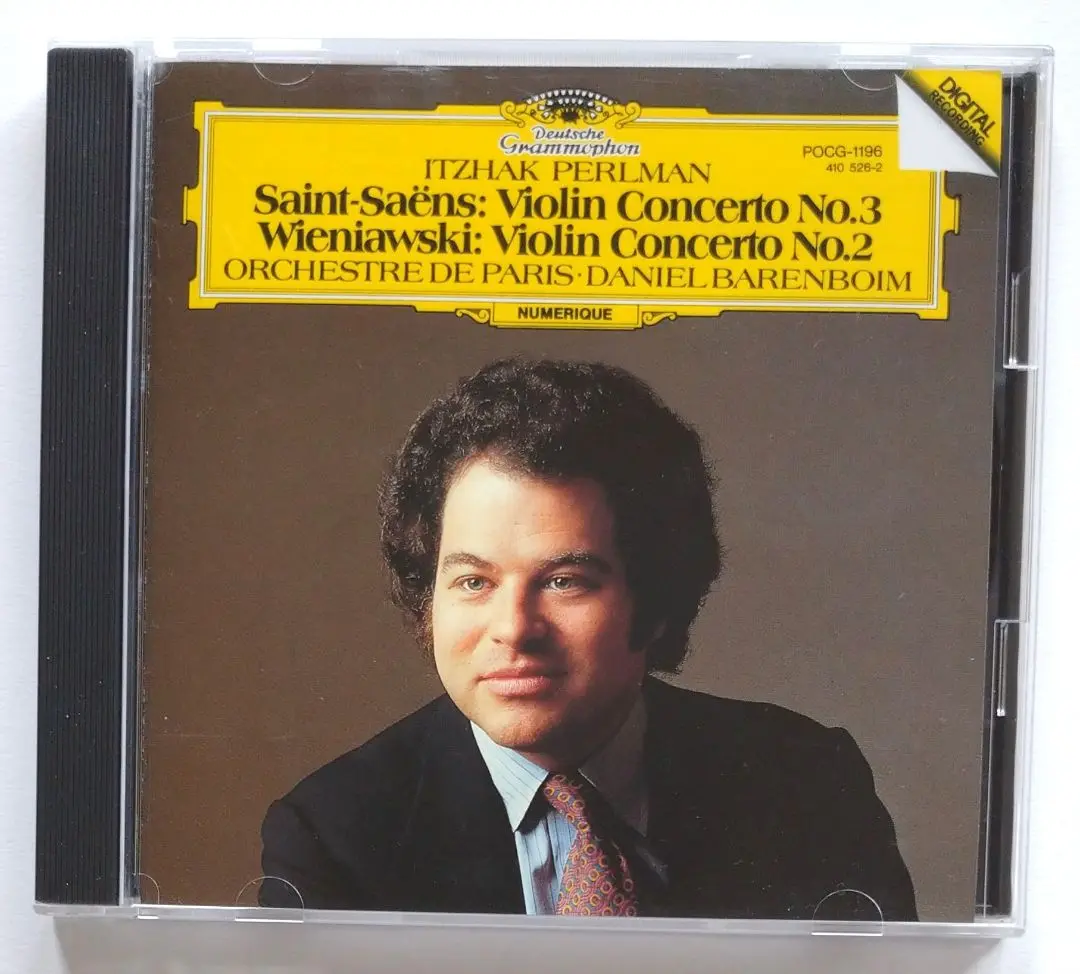 DIGITAL
RECORDING
Deutsche
Grammophon
POCG-1196
410 526-2
ITZHAK PERLMAN
Saint-Saëns: Violin Concerto No.3
Wieniawski: Violin Concerto No.2
ORCHESTRE DE PARIS · DANIEL BARENBOIM
NUMERIQUE